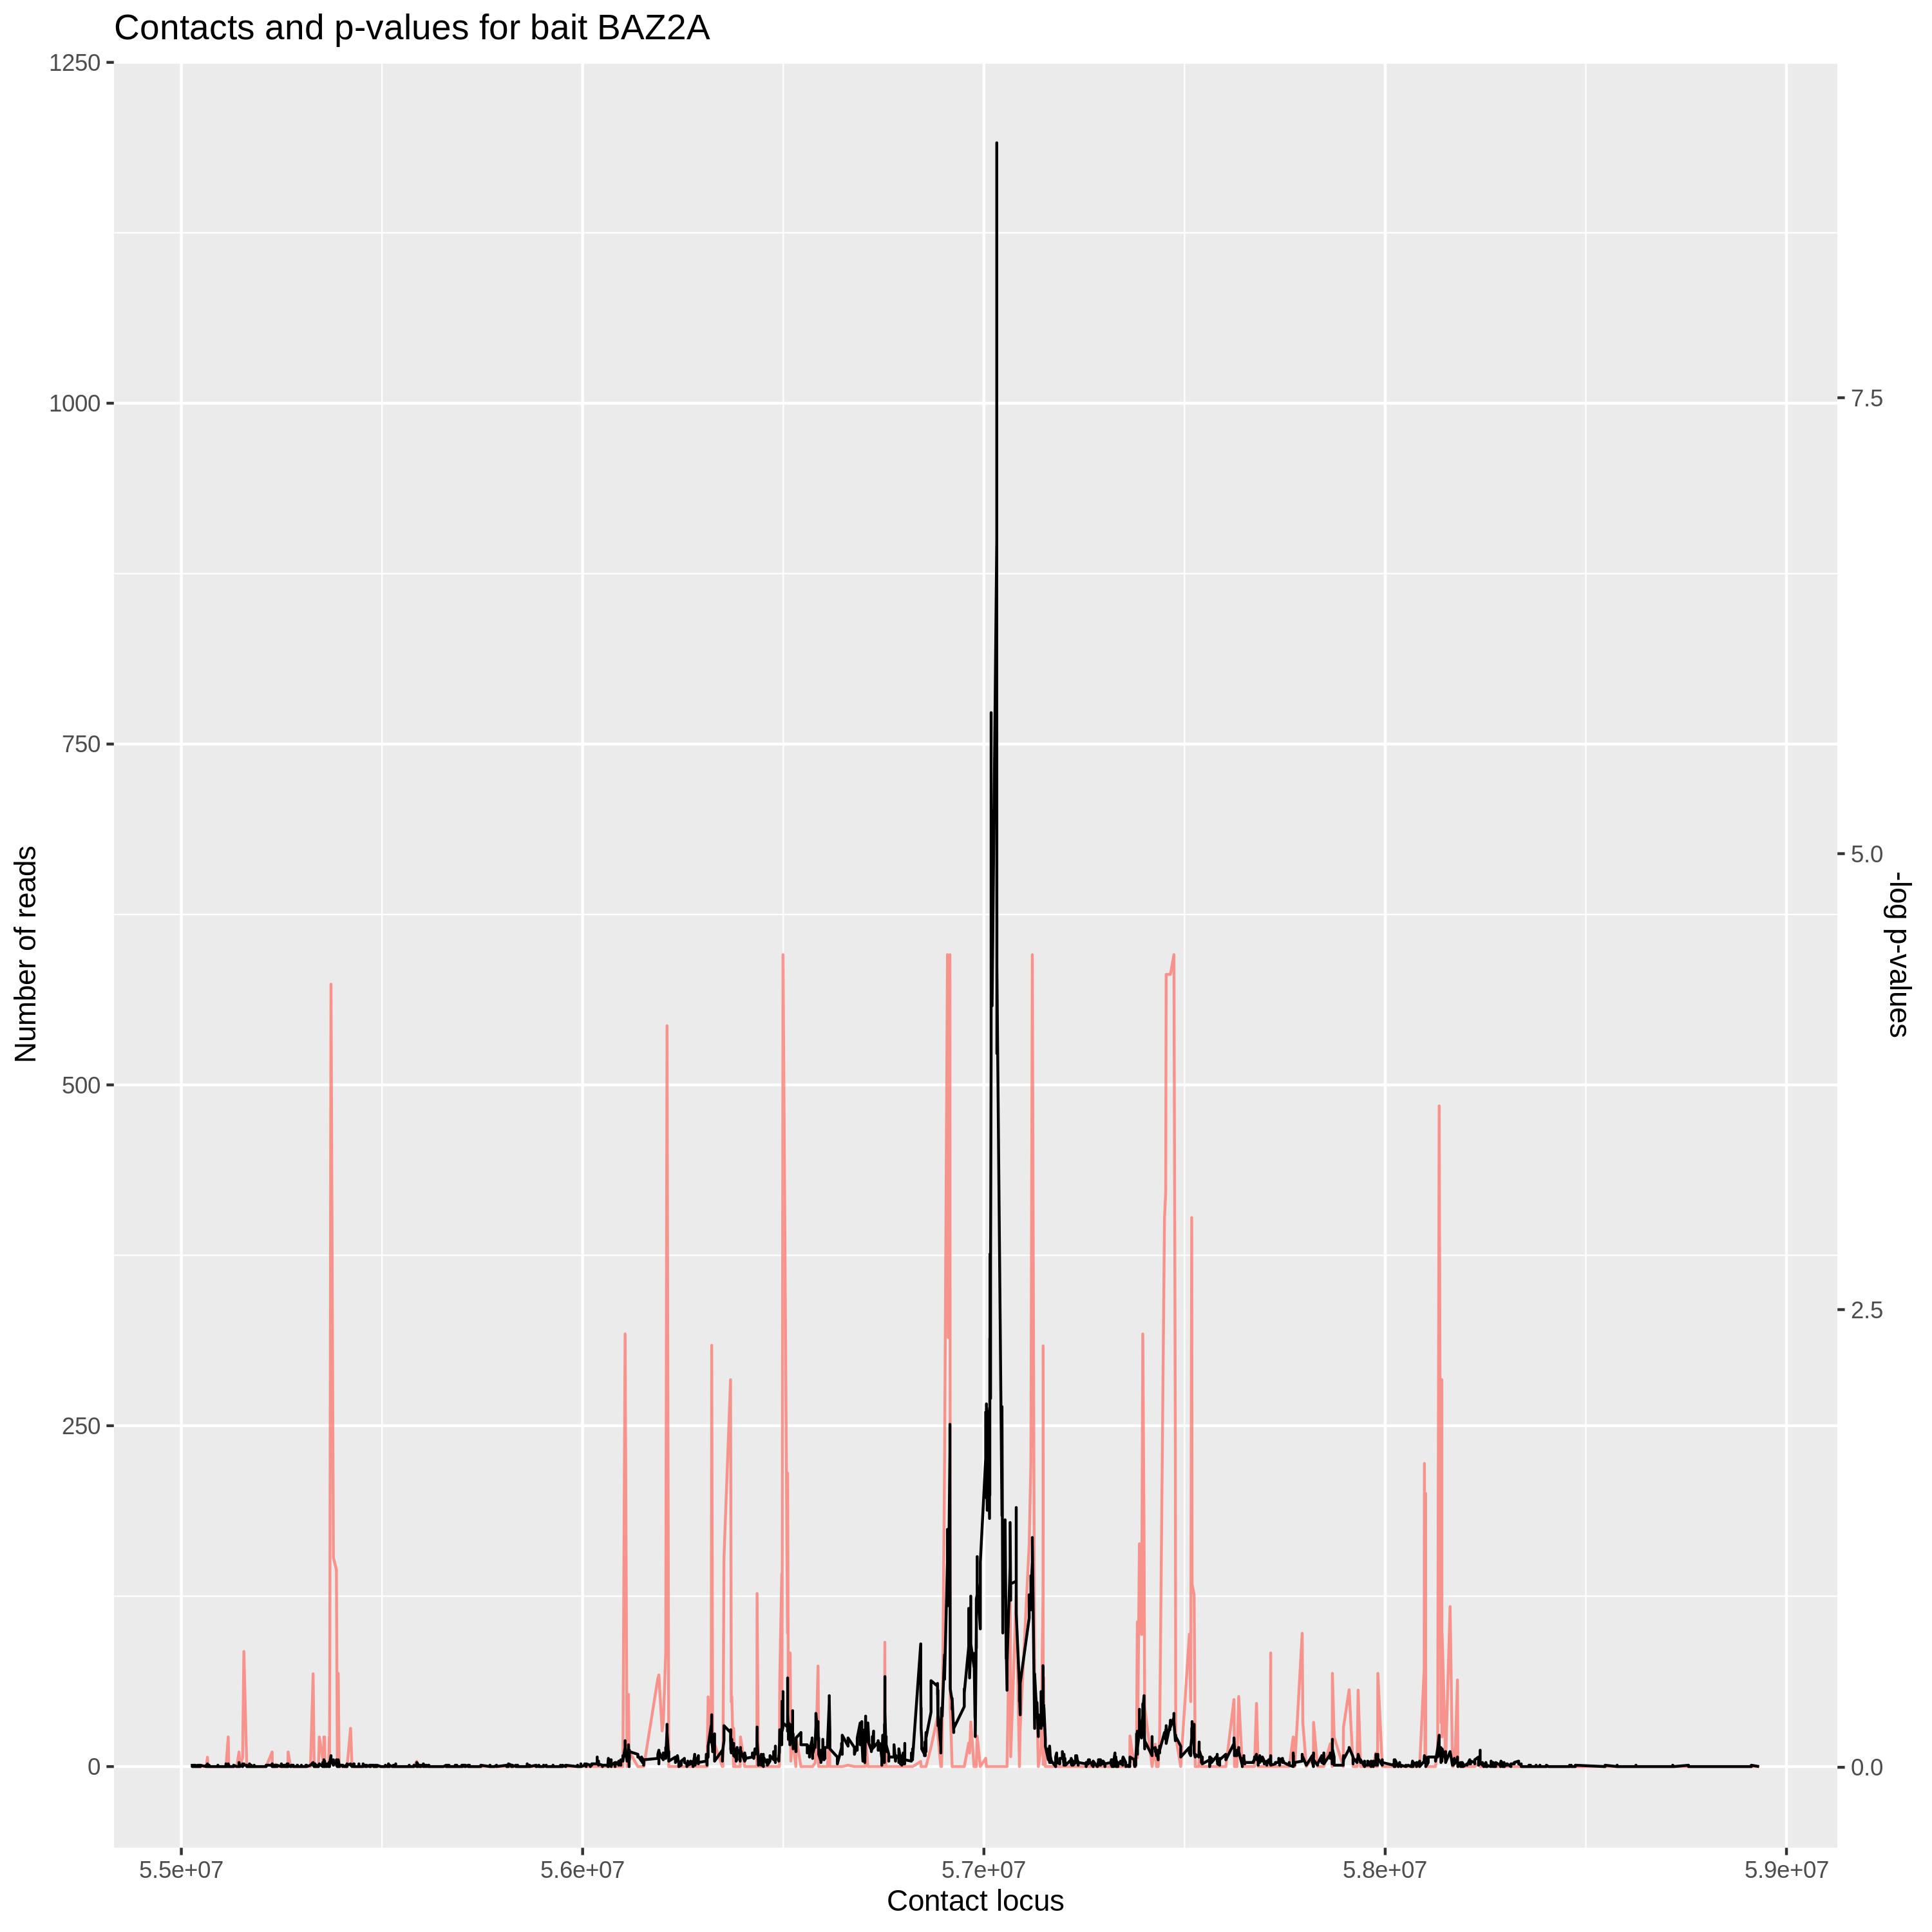 Contacts and p-values for bait BAZ2A
1250
1000
750
500
250
0
Number of reads
7.5
5.0
2.5
0.0
-log p-values
5.5e+07
5.6e+07
5.7e+07
5.8e+07
5.9e+07
Contact locus